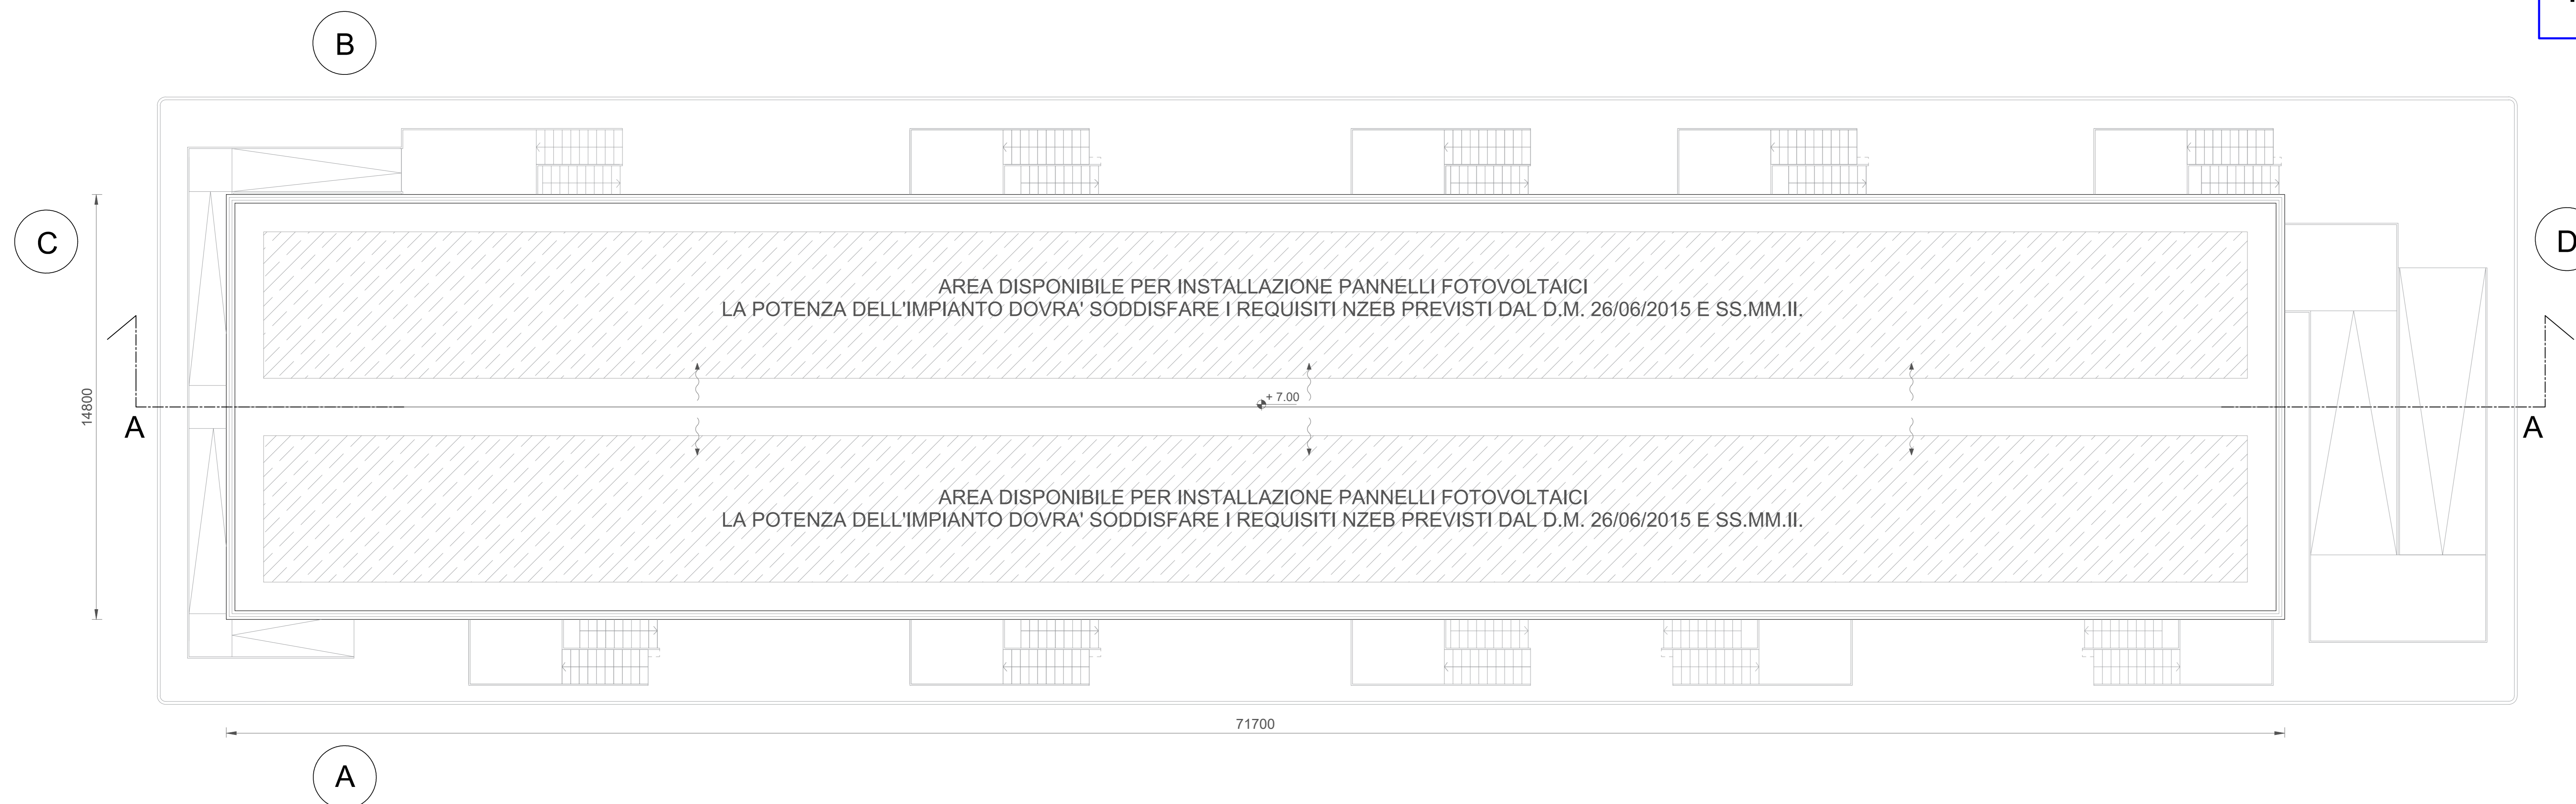 B
C
D
AREA DISPONIBILE PER INSTALLAZIONE PANNELLI FOTOVOLTAICI
LA POTENZA DELL'IMPIANTO DOVRA' SODDISFARE I REQUISITI NZEB PREVISTI DAL D.M. 26/06/2015 E SS.MM.II.
+ 7.00
14800
A
A
AREA DISPONIBILE PER INSTALLAZIONE PANNELLI FOTOVOLTAICI
LA POTENZA DELL'IMPIANTO DOVRA' SODDISFARE I REQUISITI NZEB PREVISTI DAL D.M. 26/06/2015 E SS.MM.II.
71700
A